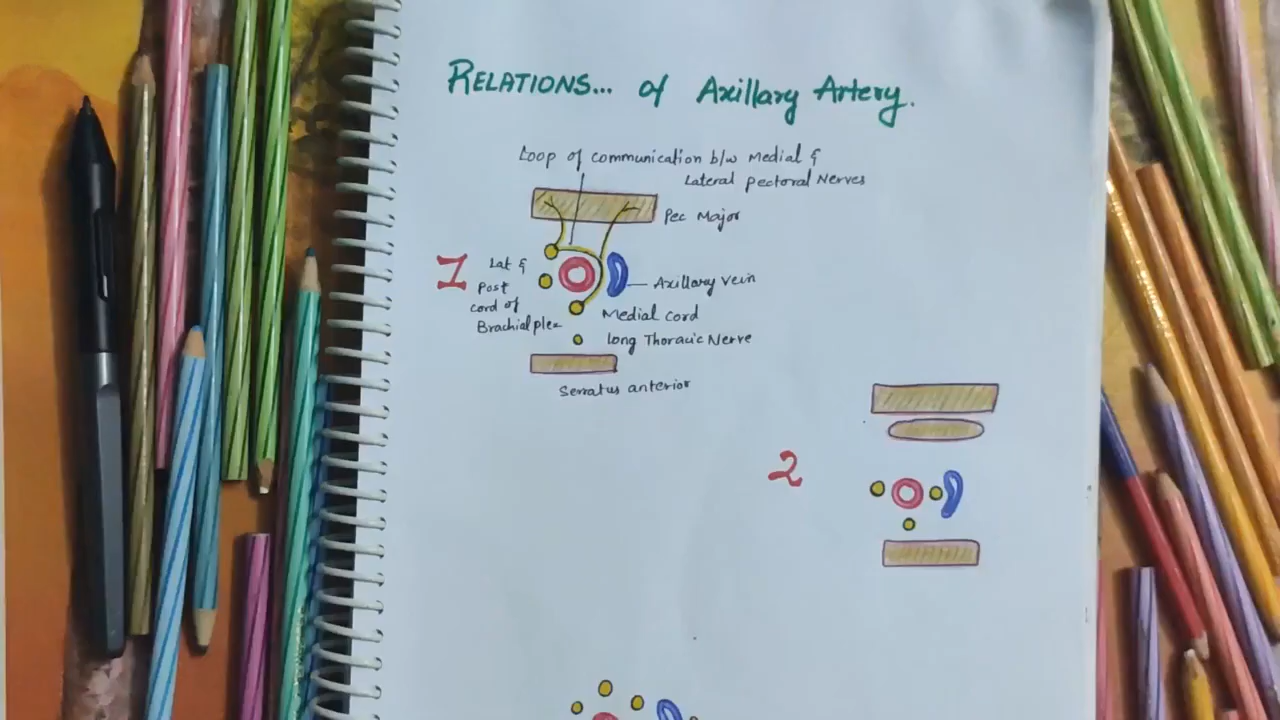 RELATIONS... of Axillary Artery.
Loop of communication b/w Medial &
Lateral pectoral Nerves
Pec Major
1
Lat &
Post
cord of
Brachial plex
Axillary vein
Medial cord
long Thoracic Nerve
Serratus anterior
2